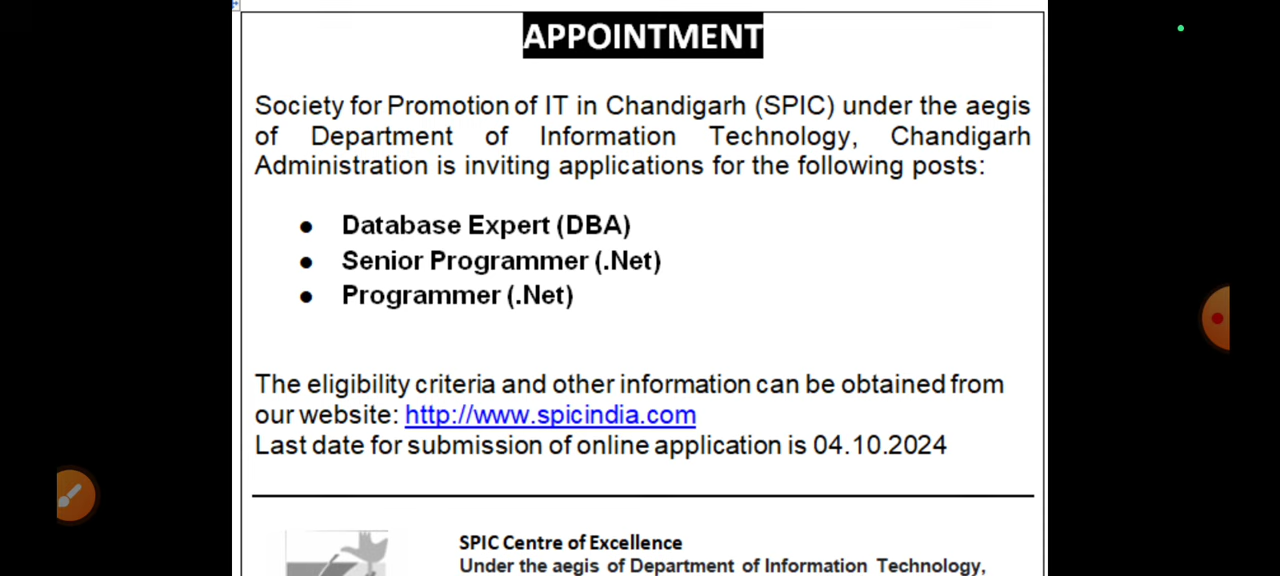 APPOINTMENT
Society for Promotion of IT in Chandigarh (SPIC) under the aegis
of Department of Information Technology, Chandigarh
Administration is inviting applications for the following posts:
● Database Expert (DBA)
● Senior Programmer (.Net)
● Programmer (.Net)
The eligibility criteria and other information can be obtained from
our website: http://www.spicindia.com
Last date for submission of online application is 04.10.2024
SPIC Centre of Excellence
Under the aegis of Department of Information Technology,